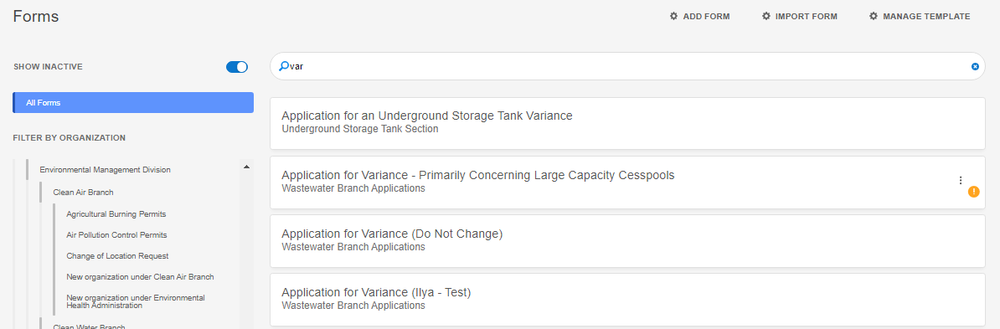 Forms
ADD FORM
IMPORT FORM
MANAGE TEMPLATE
SHOW INACTIVE
All Forms
FILTER BY ORGANIZATION
Environmental Management Division
Clean Air Branch
Agricultural Burning Permits
Air Pollution Control Permits
Change of Location Request
New organization under Clean Air Branch
New organization under Environmental
Health Administration
Clean Water Branch
var
Application for an Underground Storage Tank Variance
Underground Storage Tank Section
Application for Variance - Primarily Concerning Large Capacity Cesspools
Wastewater Branch Applications
Application for Variance (Do Not Change)
Wastewater Branch Applications
Application for Variance (Ilya - Test)
Wastewater Branch Applications